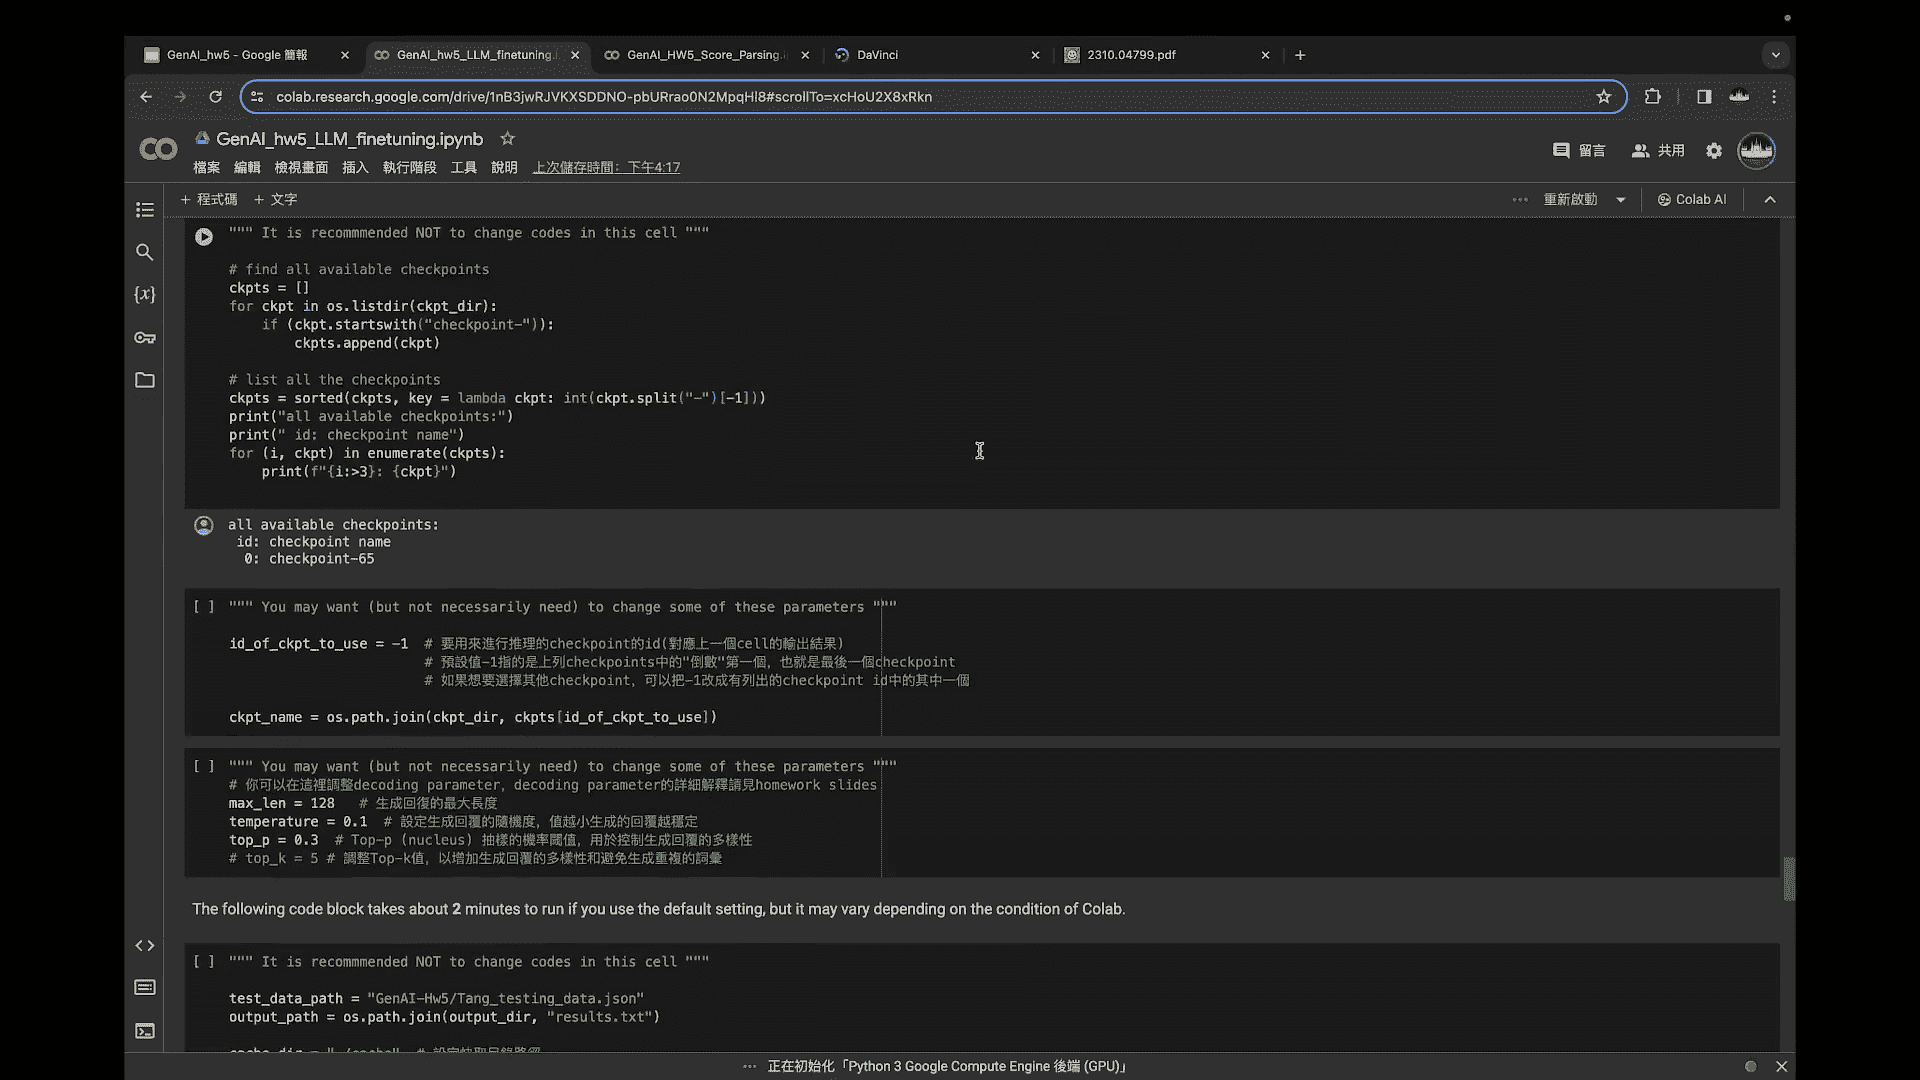 GenAI_hw5 - Google 簡報
GenAI_hw5_LLM_finetuning.
GenAI_HW5_Score_Parsing.
DaVinci
2310.04799.pdf
colab.research.google.com/drive/1nB3jwRJVKXSDDNO-pbURrao0N2MpqHl8#scrollTo=xcHoU2X8xRkn
GenAI_hw5_LLM_finetuning.ipynb
留言
共用
檔案 編輯 檢視畫面 插入 執行階段 工具 說明 上次儲存時間：下午4:17
+ 程式碼 + 文字
重新啟動
Colab AI
""" It is recommmended NOT to change codes in this cell """
# find all available checkpoints
ckpts = []
for ckpt in os.listdir(ckpt_dir):
if (ckpt.startswith("checkpoint-")):
ckpts.append(ckpt)
# list all the checkpoints
ckpts = sorted(ckpts, key = lambda ckpt: int(ckpt.split("-")[-1]))
print("all available checkpoints:")
print(" id: checkpoint name")
for (i, ckpt) in enumerate(ckpts):
print(f"{i:>3}: {ckpt}")
all available checkpoints:
id: checkpoint name
0: checkpoint-65
[ ] """ You may want (but not necessarily need) to change some of these parameters """
id_of_ckpt_to_use = -1 # 要用來進行推理的checkpoint的id(對應上一個cell的輸出結果)
# 預設值-1指的是上列checkpoints中的"倒數"第一個，也就是最後一個checkpoint
# 如果想要選擇其他checkpoint，可以把-1改成有列出的checkpoint id中的其中一個
ckpt_name = os.path.join(ckpt_dir, ckpts[id_of_ckpt_to_use])
[ ] """ You may want (but not necessarily need) to change some of these parameters """
# 你可以在這裡調整decoding parameter，decoding parameter的詳細解釋請見homework slides
max_len = 128 # 生成回復的最大長度
temperature = 0.1 # 設定生成回覆的隨機度，值越小生成的回覆越穩定
top_p = 0.3 # Top-p (nucleus) 抽樣的機率閾值，用於控制生成回覆的多樣性
# top_k = 5 # 調整Top-k值，以增加生成回覆的多樣性和避免生成重複的詞彙
The following code block takes about 2 minutes to run if you use the default setting, but it may vary depending on the condition of Colab.
[ ] """ It is recommmended NOT to change codes in this cell """
test_data_path = "GenAI-Hw5/Tang_testing_data.json"
output_path = os.path.join(output_dir, "results.txt")
cache_dir = "./cache" # 設定快取目錄路徑
正在初始化「Python 3 Google Compute Engine 後端 (GPU)」